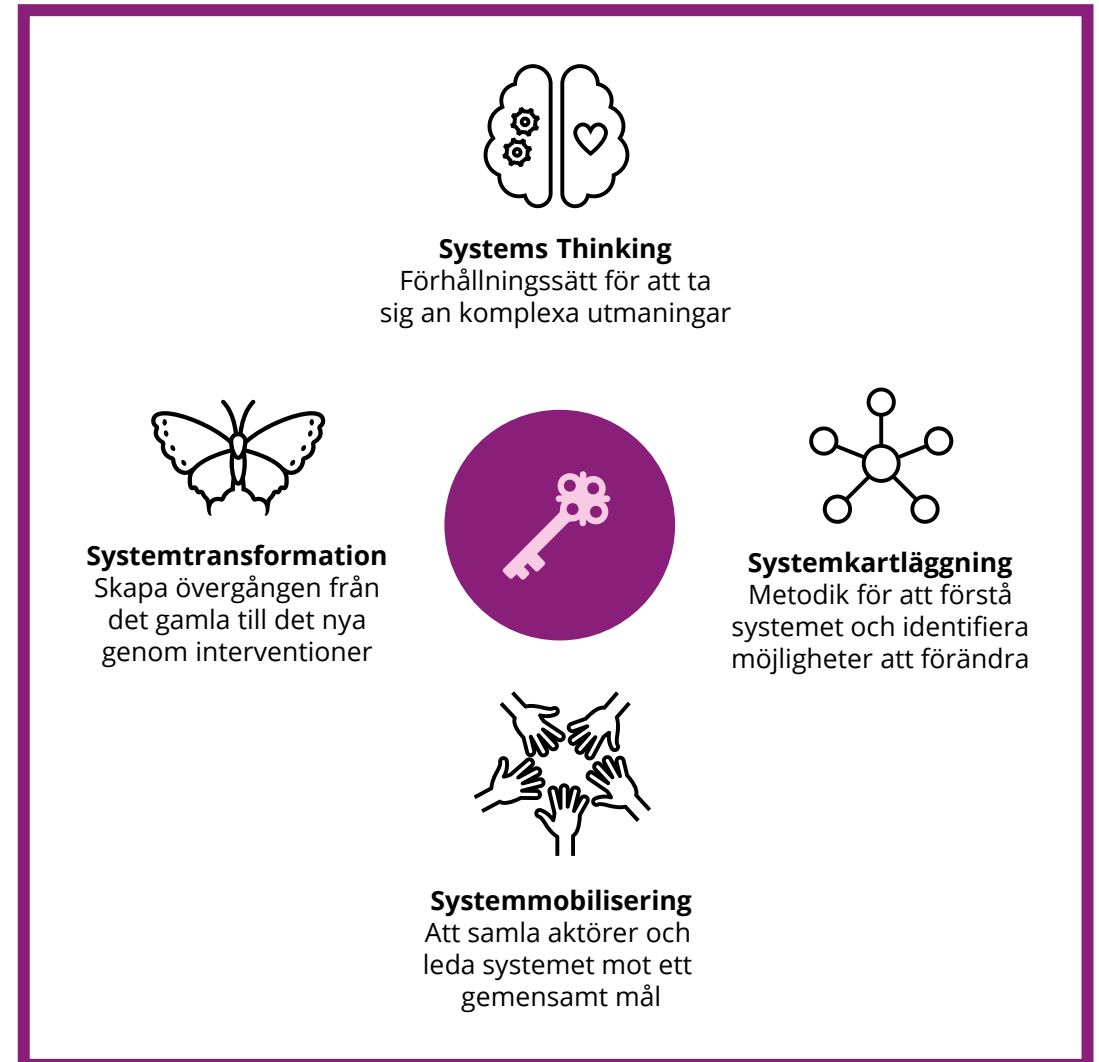 Systems Thinking
Förhållningssätt för att ta
sig an komplexa utmaningar
Systemtransformation
Skapa övergången från
det gamla till det nya
genom interventioner
Systemkartläggning
Metodik för att förstå
systemet och identifiera
möjligheter att förändra
Systemmobilisering
Att samla aktörer och
leda systemet mot ett
gemensamt mål